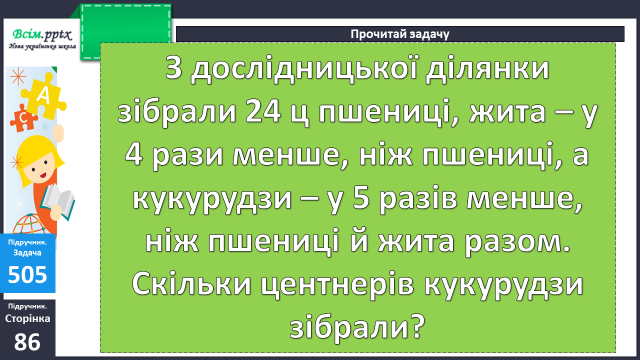 Всім.pptx
Нова українська школа
Прочитай задачу
З дослідницької ділянки
зібрали 24 ц пшениці, жита – у
4 рази менше, ніж пшениці, а
кукурудзи – у 5 разів менше,
ніж пшениці й жита разом.
Скільки центнерів кукурудзи
зібрали?
А
С
Підручник.
Задача
505
Підручник.
Сторінка
86